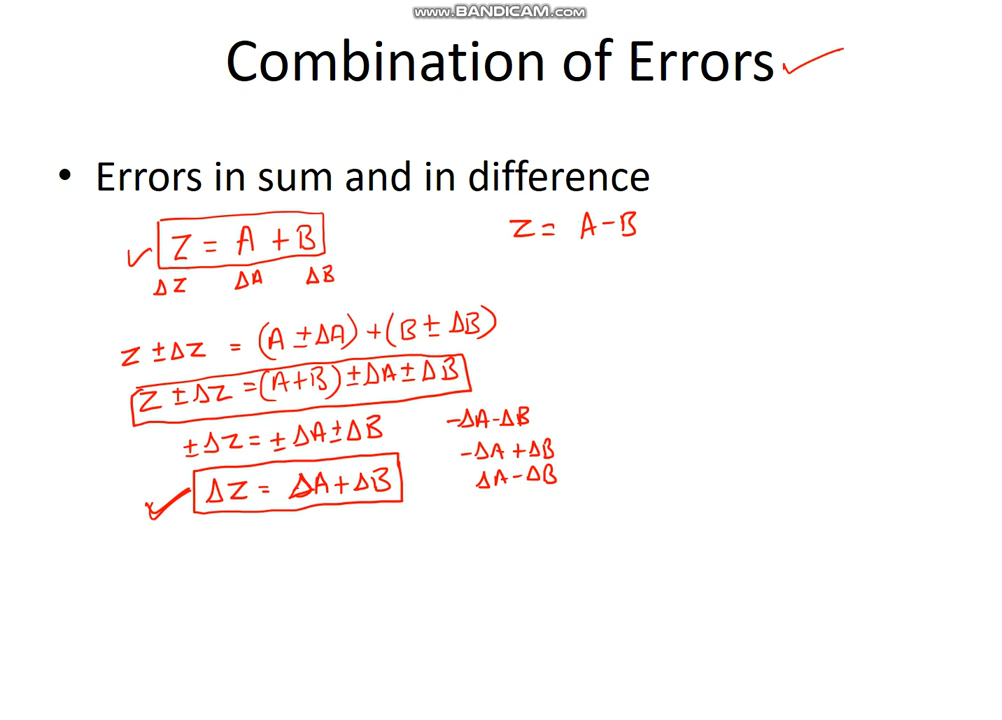 www.BANDICAM.com
Combination of Errors
• Errors in sum and in difference
Z = A + B
ΔZ ΔA ΔB
Z ± ΔZ = (A ± ΔA) + (B ± ΔB)
Z ± ΔZ = (A+B) ± ΔA ± ΔB
± ΔZ = ± ΔA ± ΔB
ΔZ = ΔA + ΔB
Z = A - B
-ΔA - ΔB
-ΔA + ΔB
ΔA - ΔB